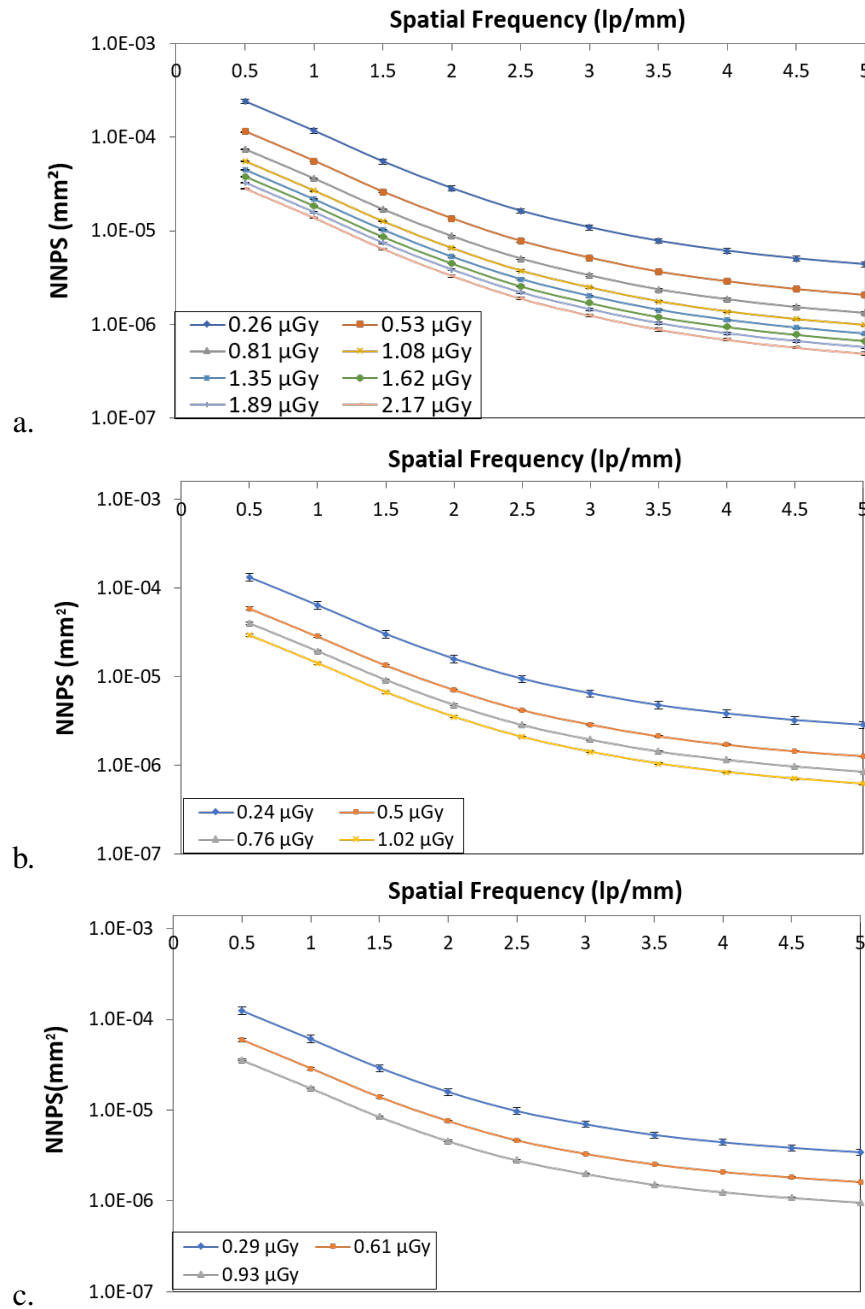 Spatial Frequency (lp/mm)
1.0E-03
0 0.5 1 1.5 2 2.5 3 3.5 4 4.5 5
1.0E-04
1.0E-05
1.0E-06
1.0E-07
NNPS (mm²)
0.26 µGy 0.53 µGy
0.81 µGy 1.08 µGy
1.35 µGy 1.62 µGy
1.89 µGy 2.17 µGy
a.
Spatial Frequency (lp/mm)
1.0E-03
0 0.5 1 1.5 2 2.5 3 3.5 4 4.5 5
1.0E-04
1.0E-05
1.0E-06
1.0E-07
NNPS (mm²)
0.24 µGy 0.5 µGy
0.76 µGy 1.02 µGy
b.
Spatial Frequency (lp/mm)
1.0E-03
0 0.5 1 1.5 2 2.5 3 3.5 4 4.5 5
1.0E-04
1.0E-05
1.0E-06
1.0E-07
NNPS(mm²)
0.29 µGy 0.61 µGy
0.93 µGy
c.